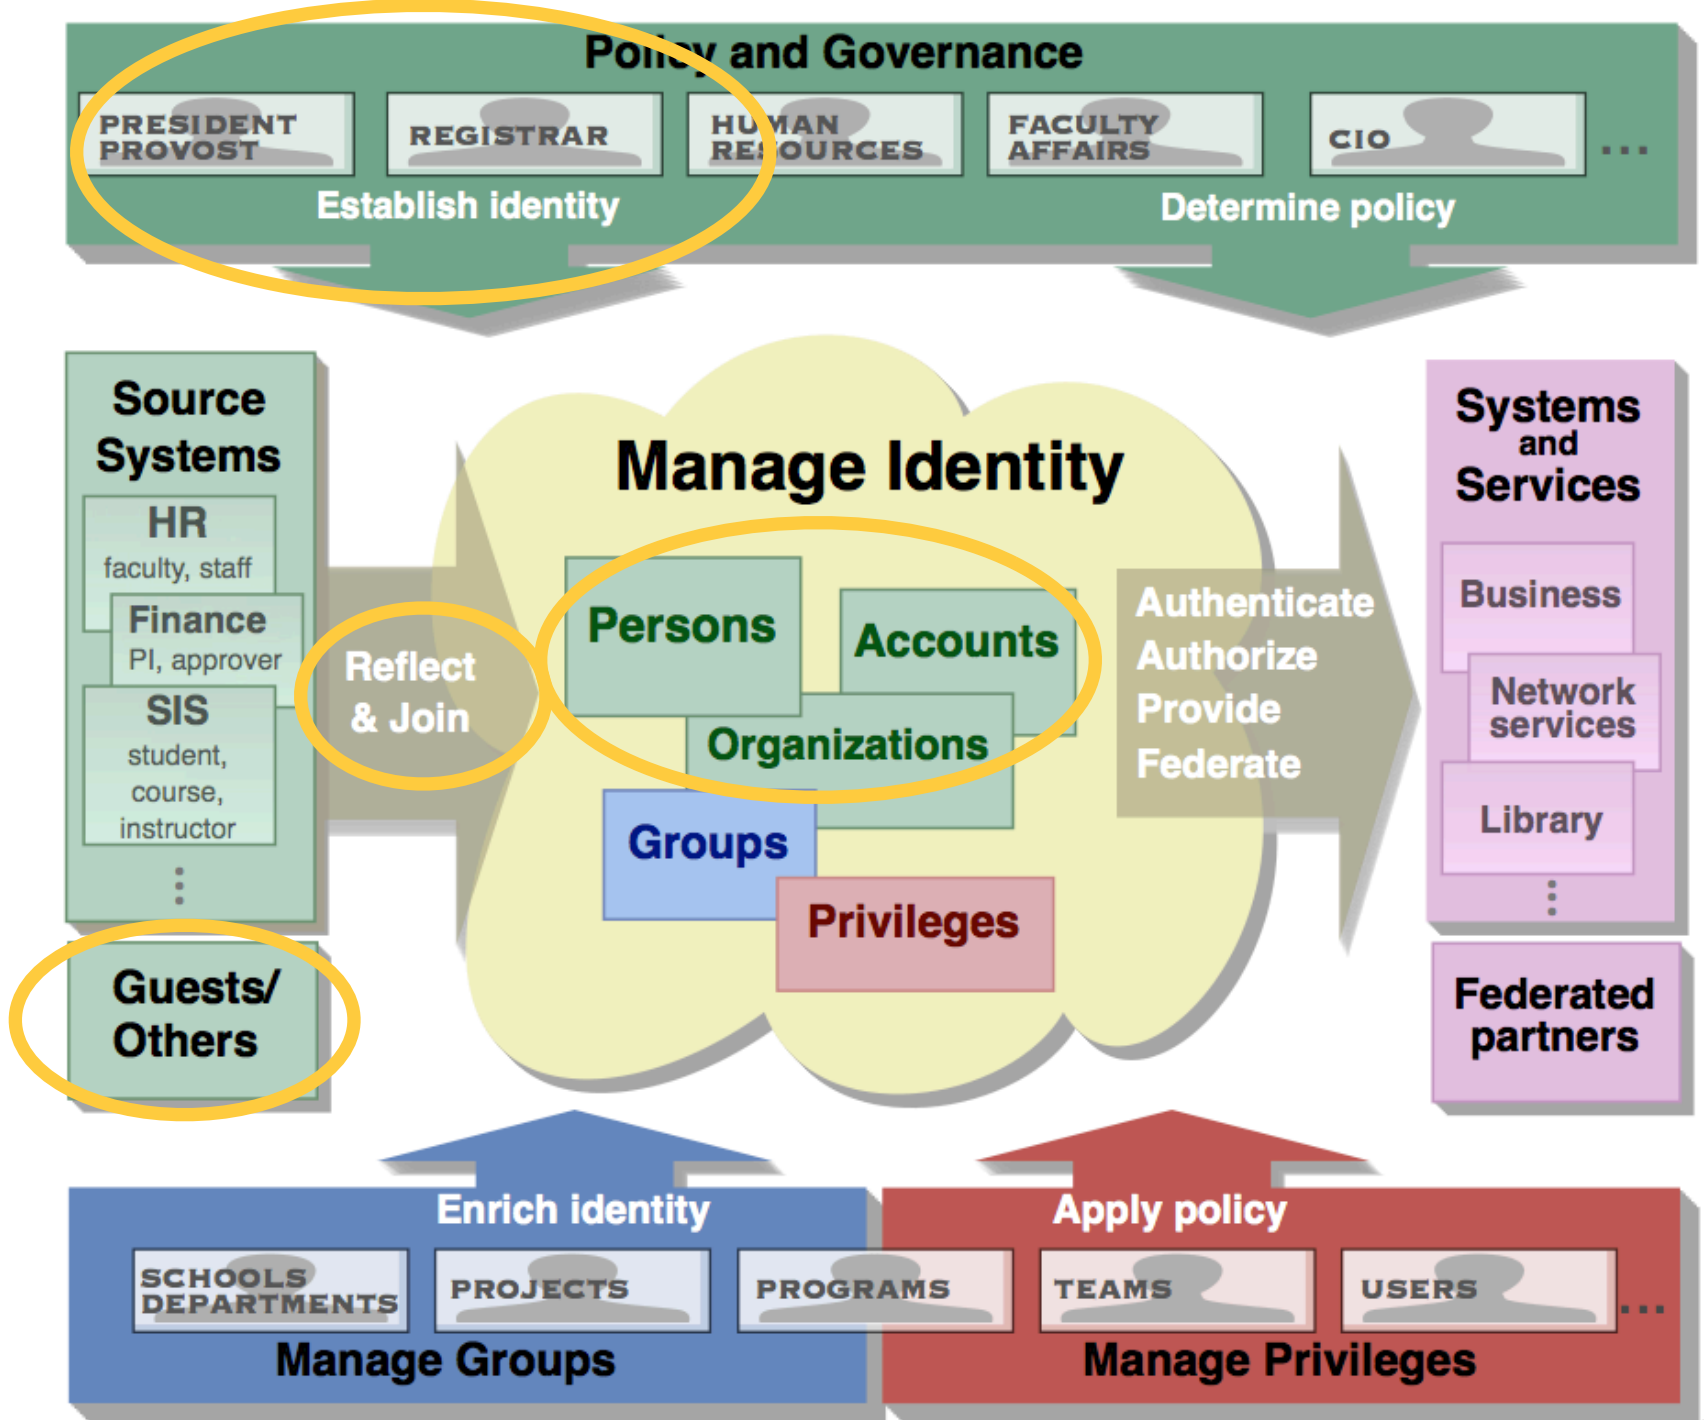 Policy and Governance
PRESIDENT
PROVOST
REGISTRAR
HUMAN
RESOURCES
FACULTY
AFFAIRS
CIO
...
Establish identity
Determine policy
Source
Systems
HR
faculty, staff
Finance
PI, approver
SIS
student,
course,
instructor
Guests/
Others
Reflect
& Join
Manage Identity
Persons
Accounts
Organizations
Groups
Privileges
Authenticate
Authorize
Provide
Federate
Systems
and
Services
Business
Network
services
Library
Federated
partners
Enrich identity
SCHOOLS
DEPARTMENTS
PROJECTS
PROGRAMS
Manage Groups
Apply policy
TEAMS
USERS
...
Manage Privileges